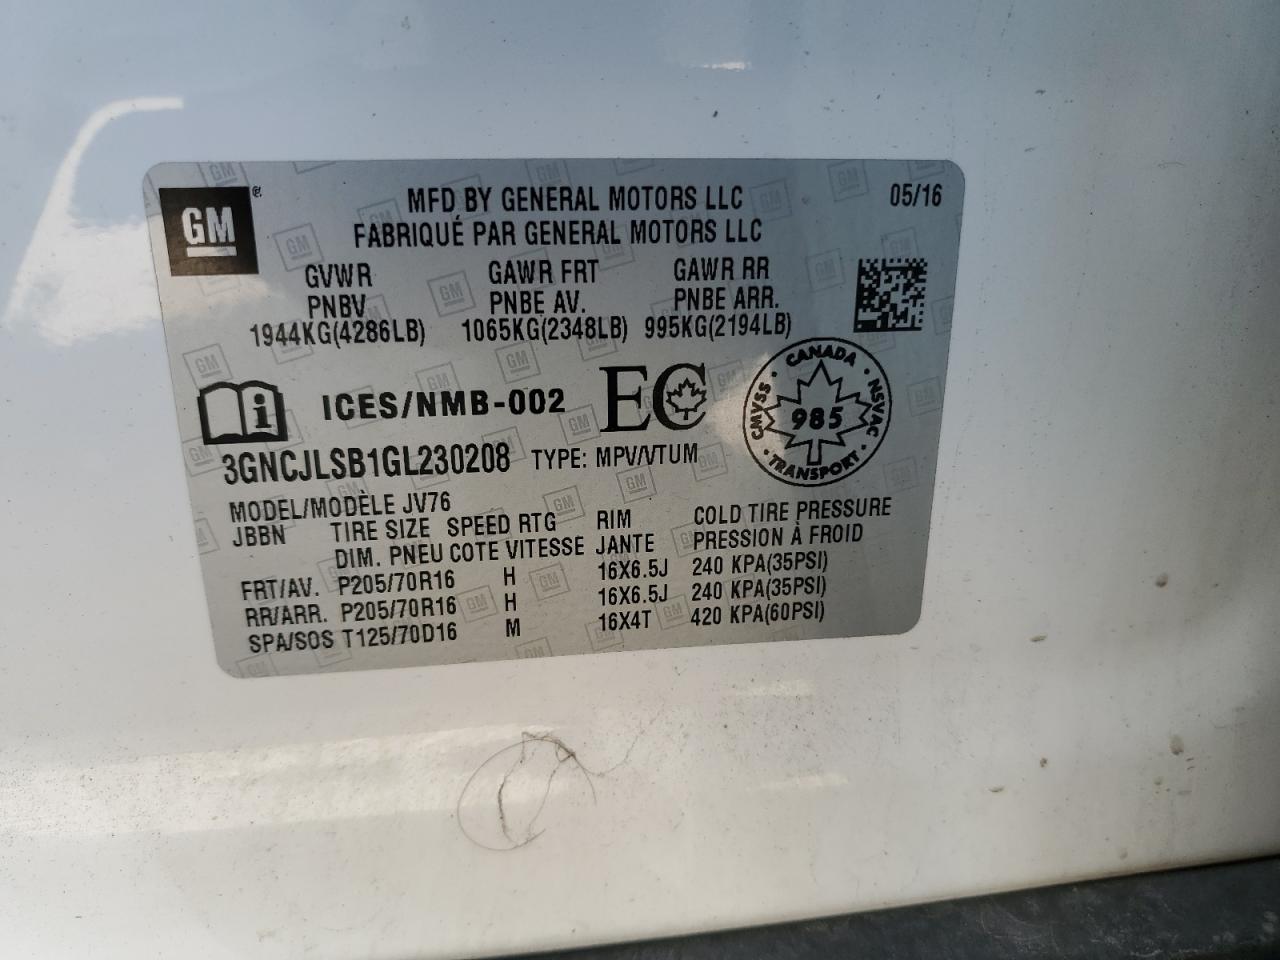 GM ®
MFD BY GENERAL MOTORS LLC 05/16
FABRIQUÉ PAR GENERAL MOTORS LLC
GVWR GAWR FRT GAWR RR
PNBV PNBE AV. PNBE ARR.
1944KG(4286LB) 1065KG(2348LB) 995KG(2194LB)
i ICES/NMB-002 EC
CANADA
CMVSS 985 NSVAC
TRANSPORT
3GNCJLSB1GL230208 TYPE: MPV/VTUM
MODEL/MODÈLE JV76
JBBN TIRE SIZE SPEED RTG RIM COLD TIRE PRESSURE
DIM. PNEU COTE VITESSE JANTE PRESSION À FROID
FRT/AV. P205/70R16 H 16X6.5J 240 KPA(35PSI)
RR/ARR. P205/70R16 H 16X6.5J 240 KPA(35PSI)
SPA/SOS T125/70D16 M 16X4T 420 KPA(60PSI)